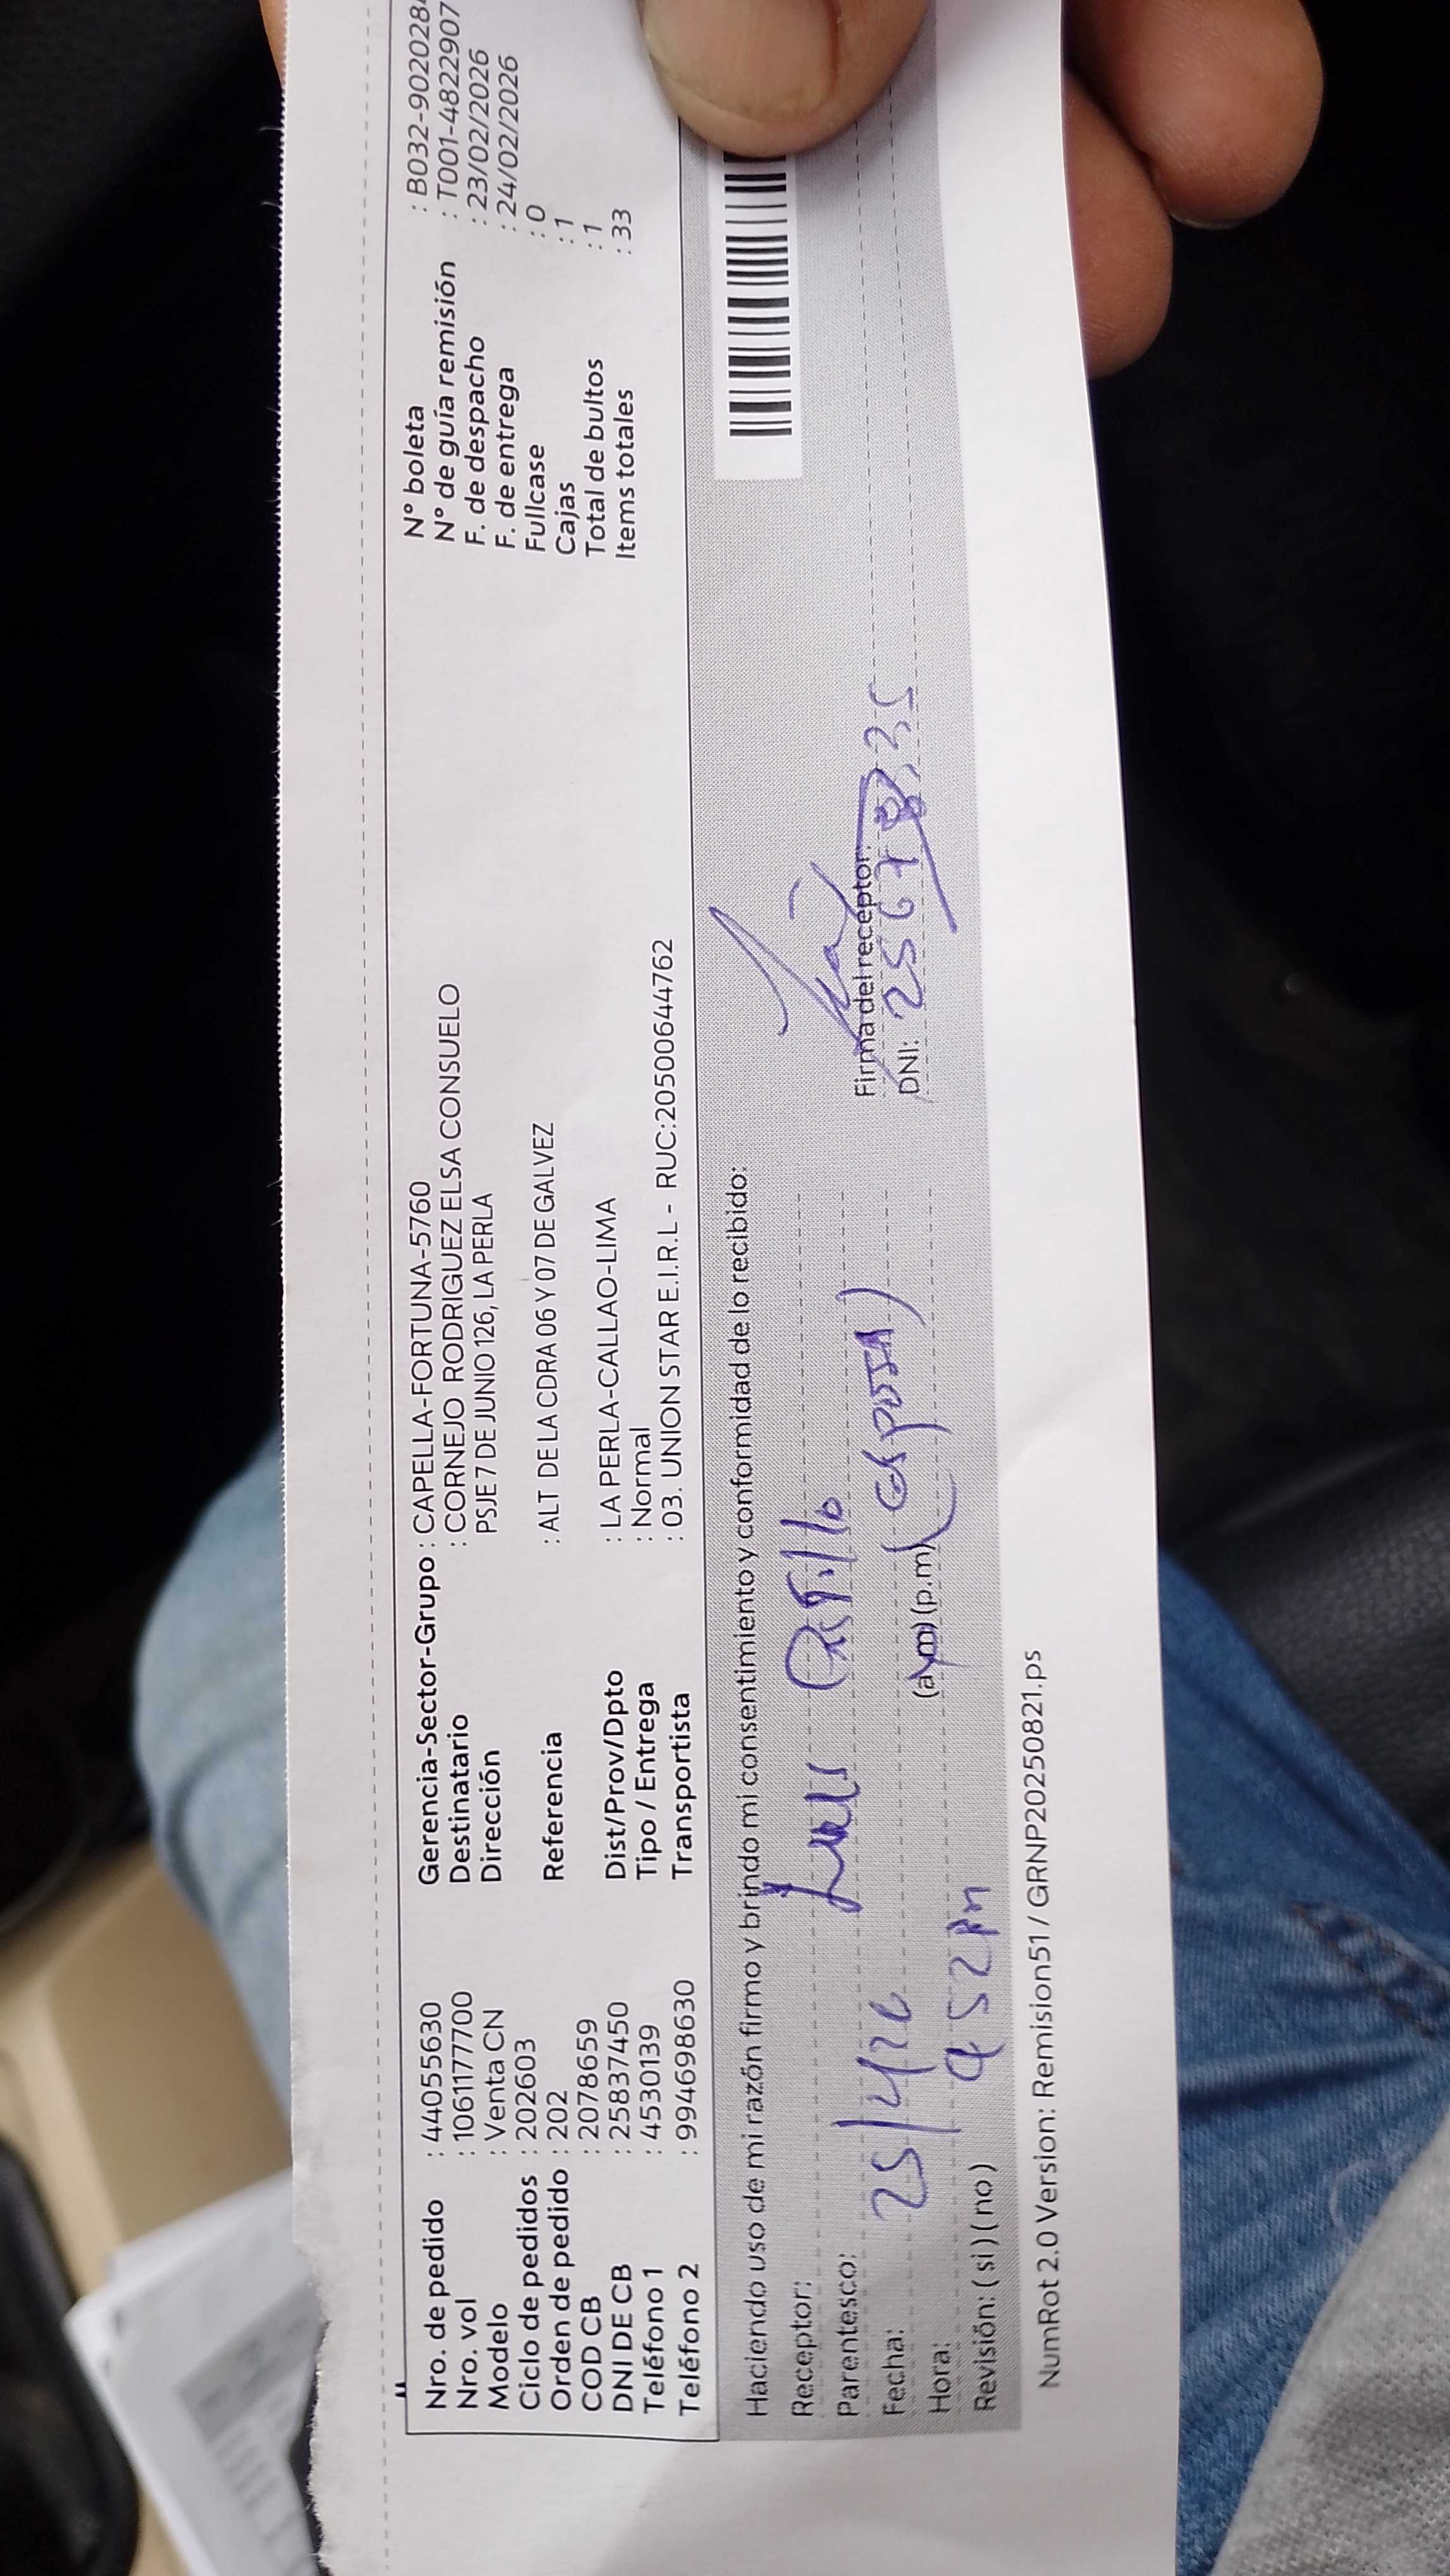 Nro. de pedido : 44055630
Nro. vol : 10611777700
Modelo : Venta CN
Ciclo de pedidos : 202603
Orden de pedido : 202
COD CB : 2078659
DNI DE CB : 25837450
Teléfono 1 : 4530139
Teléfono 2 : 994698630
Gerencia-Sector-Grupo : CAPELLA-FORTUNA-5760
Destinatario : CORNEJO RODRIGUEZ ELSA CONSUELO
Dirección PSJE 7 DE JUNIO 126, LA PERLA
Referencia : ALT DE LA CDRA 06 Y 07 DE GALVEZ
Dist/Prov/Dpto : LA PERLA-CALLAO-LIMA
Tipo / Entrega : Normal
Transportista : 03. UNION STAR E.I.R.L - RUC:20500644762
N° boleta : B032-902028
N° de guía remisión : T001-4822907
F. de despacho : 23/02/2026
F. de entrega : 24/02/2026
Fullcase : 0
Cajas : 1
Total de bultos : 1
Items totales : 33
Haciendo uso de mi razón firmo y brindo mi consentimiento y conformidad de lo recibido:
Receptor:
Parentesco: (esposa)
Fecha: 25/
Hora: 4 52 pm (a.m) (p.m)
Revisión: (si) (no)
Firma del receptor:
DNI:
NumRot 2.0 Version: Remision51 / GRNP20250821.ps